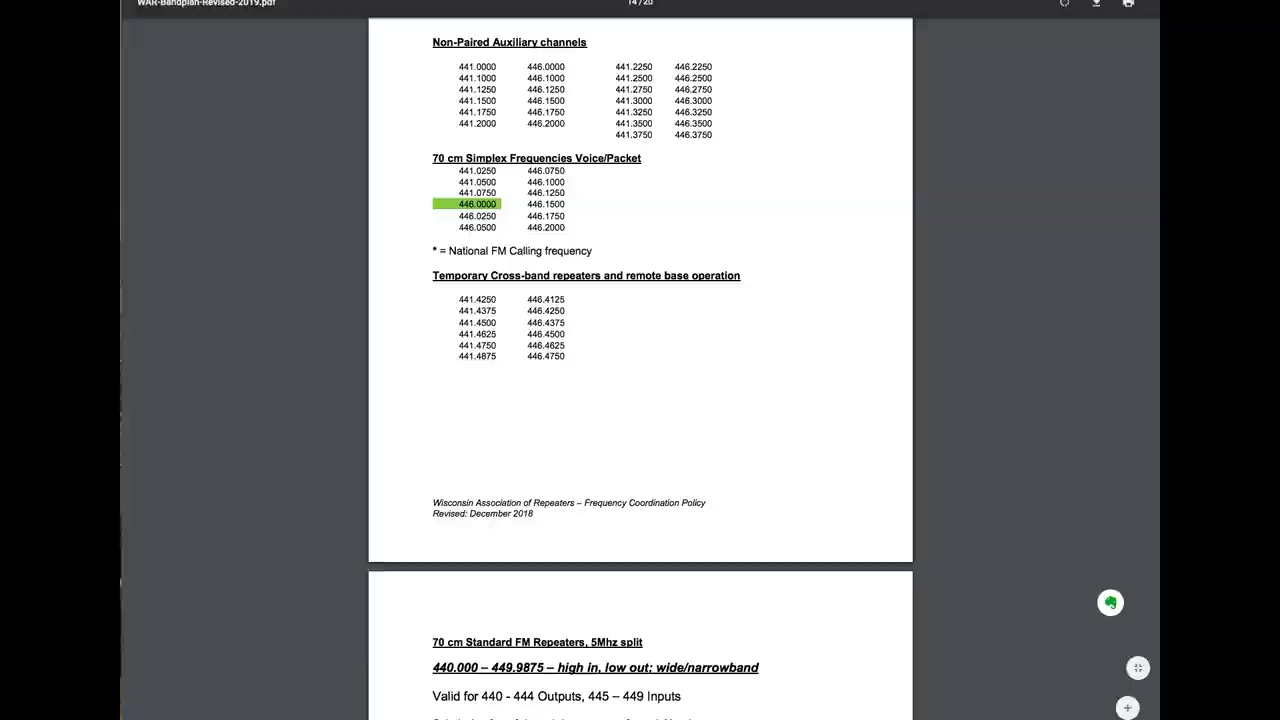 WAR-Bandplan-Revised-2019.pdf
14 / 20
Non-Paired Auxiliary channels
441.0000 446.0000 441.2250 446.2250
441.1000 446.1000 441.2500 446.2500
441.1250 446.1250 441.2750 446.2750
441.1500 446.1500 441.3000 446.3000
441.1750 446.1750 441.3250 446.3250
441.2000 446.2000 441.3500 446.3500
441.3750 446.3750
70 cm Simplex Frequencies Voice/Packet
441.0250 446.0750
441.0500 446.1000
441.0750 446.1250
446.0000 446.1500
446.0250 446.1750
446.0500 446.2000
* = National FM Calling frequency
Temporary Cross-band repeaters and remote base operation
441.4250 446.4125
441.4375 446.4250
441.4500 446.4375
441.4625 446.4500
441.4750 446.4625
441.4875 446.4750
Wisconsin Association of Repeaters – Frequency Coordination Policy
Revised: December 2018
70 cm Standard FM Repeaters, 5Mhz split
440.000 – 449.9875 – high in, low out; wide/narrowband
Valid for 440 - 444 Outputs, 445 – 449 Inputs